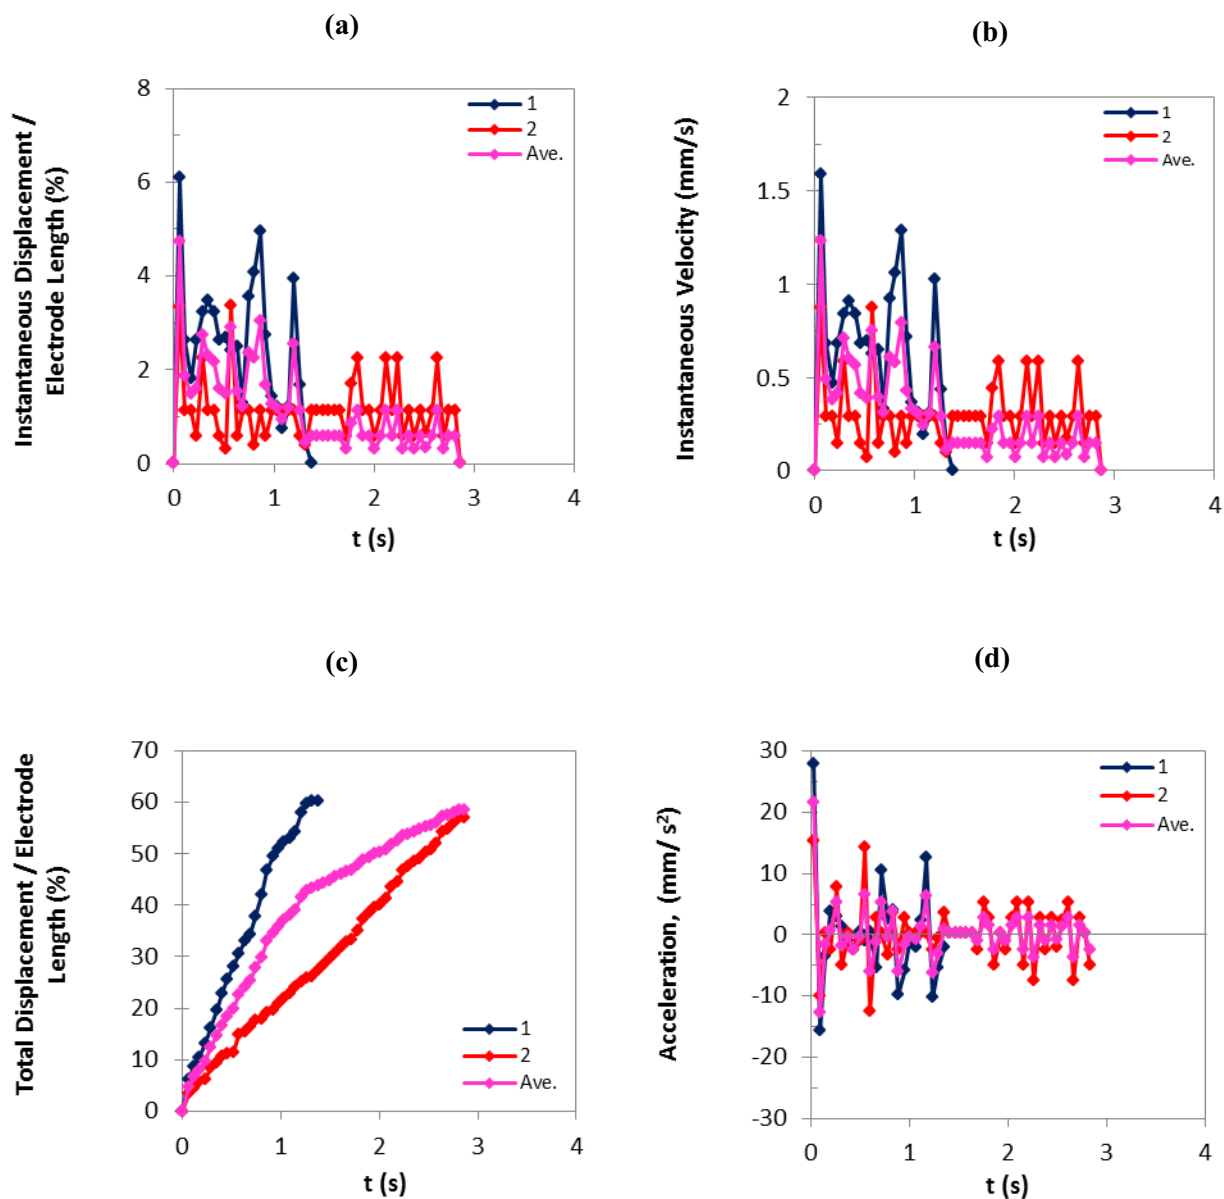 (a)
Instantaneous Displacement /
Electrode Length (%)
8
6
4
2
0
0 1 2 3 4
t (s)
1
2
Ave.
(b)
Instantaneous Velocity (mm/s)
2
1.5
1
0.5
0
0 1 2 3 4
t (s)
1
2
Ave.
(c)
Total Displacement / Electrode
Length (%)
70
60
50
40
30
20
10
0
0 1 2 3 4
t (s)
1
2
Ave.
(d)
Acceleration, (mm/ s²)
30
20
10
0
-10
-20
-30
0 1 2 3 4
t (s)
1
2
Ave.